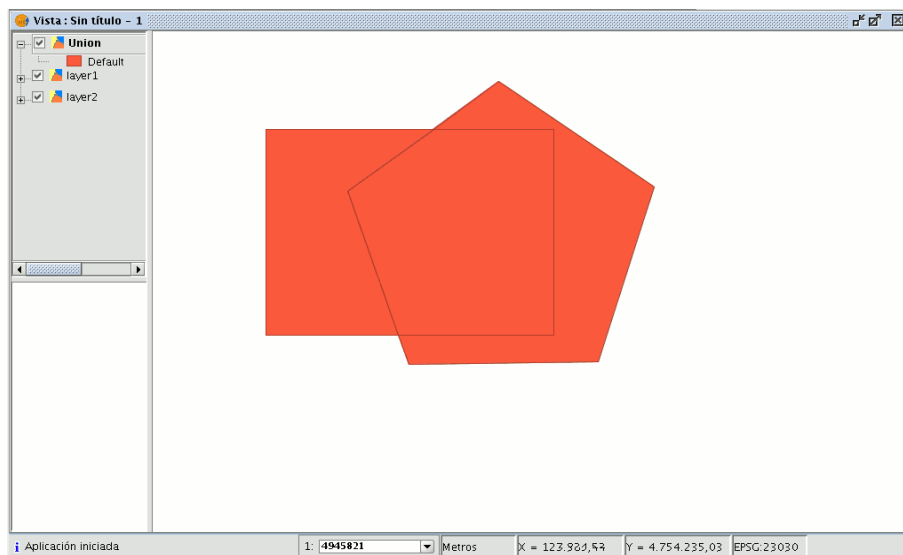 Vista : Sin título - 1
Union
Default
layer1
layer2
Aplicación iniciada
1: 4945821
Metros
Y = 4.754.235,03
EPSG:23030